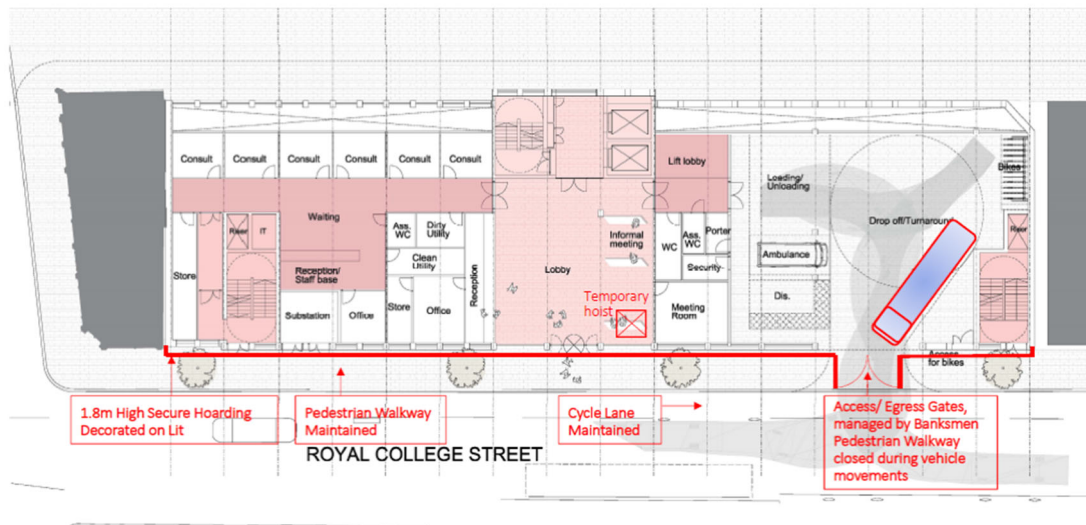 Consult
Consult
Consult
Consult
Consult
Consult
Lift lobby
Loading/
Unloading
Bikes
Waiting
Drop off/Turnaround
Riser
IT
Ass.
WC
Dirty
Utility
Informal
meeting
WC
Ass.
WC
Porter
Riser
Store
Clean
Utility
Reception
Lobby
Security
Ambulance
Reception/
Staff base
Temporary
hoist
Meeting
Room
Dis.
Substation
Office
Store
Office
Access
for bikes
1.8m High Secure Hoarding
Decorated on Lit
Pedestrian Walkway
Maintained
Cycle Lane
Maintained
Access/ Egress Gates,
managed by Banksmen
Pedestrian Walkway
closed during vehicle
movements
ROYAL COLLEGE STREET